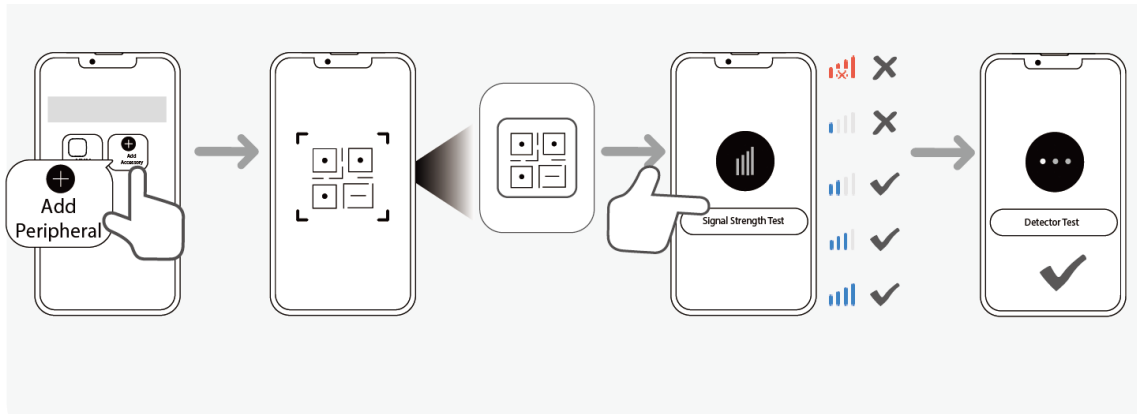 Add
Accessory
Add
Peripheral
Signal Strength Test
Detector Test